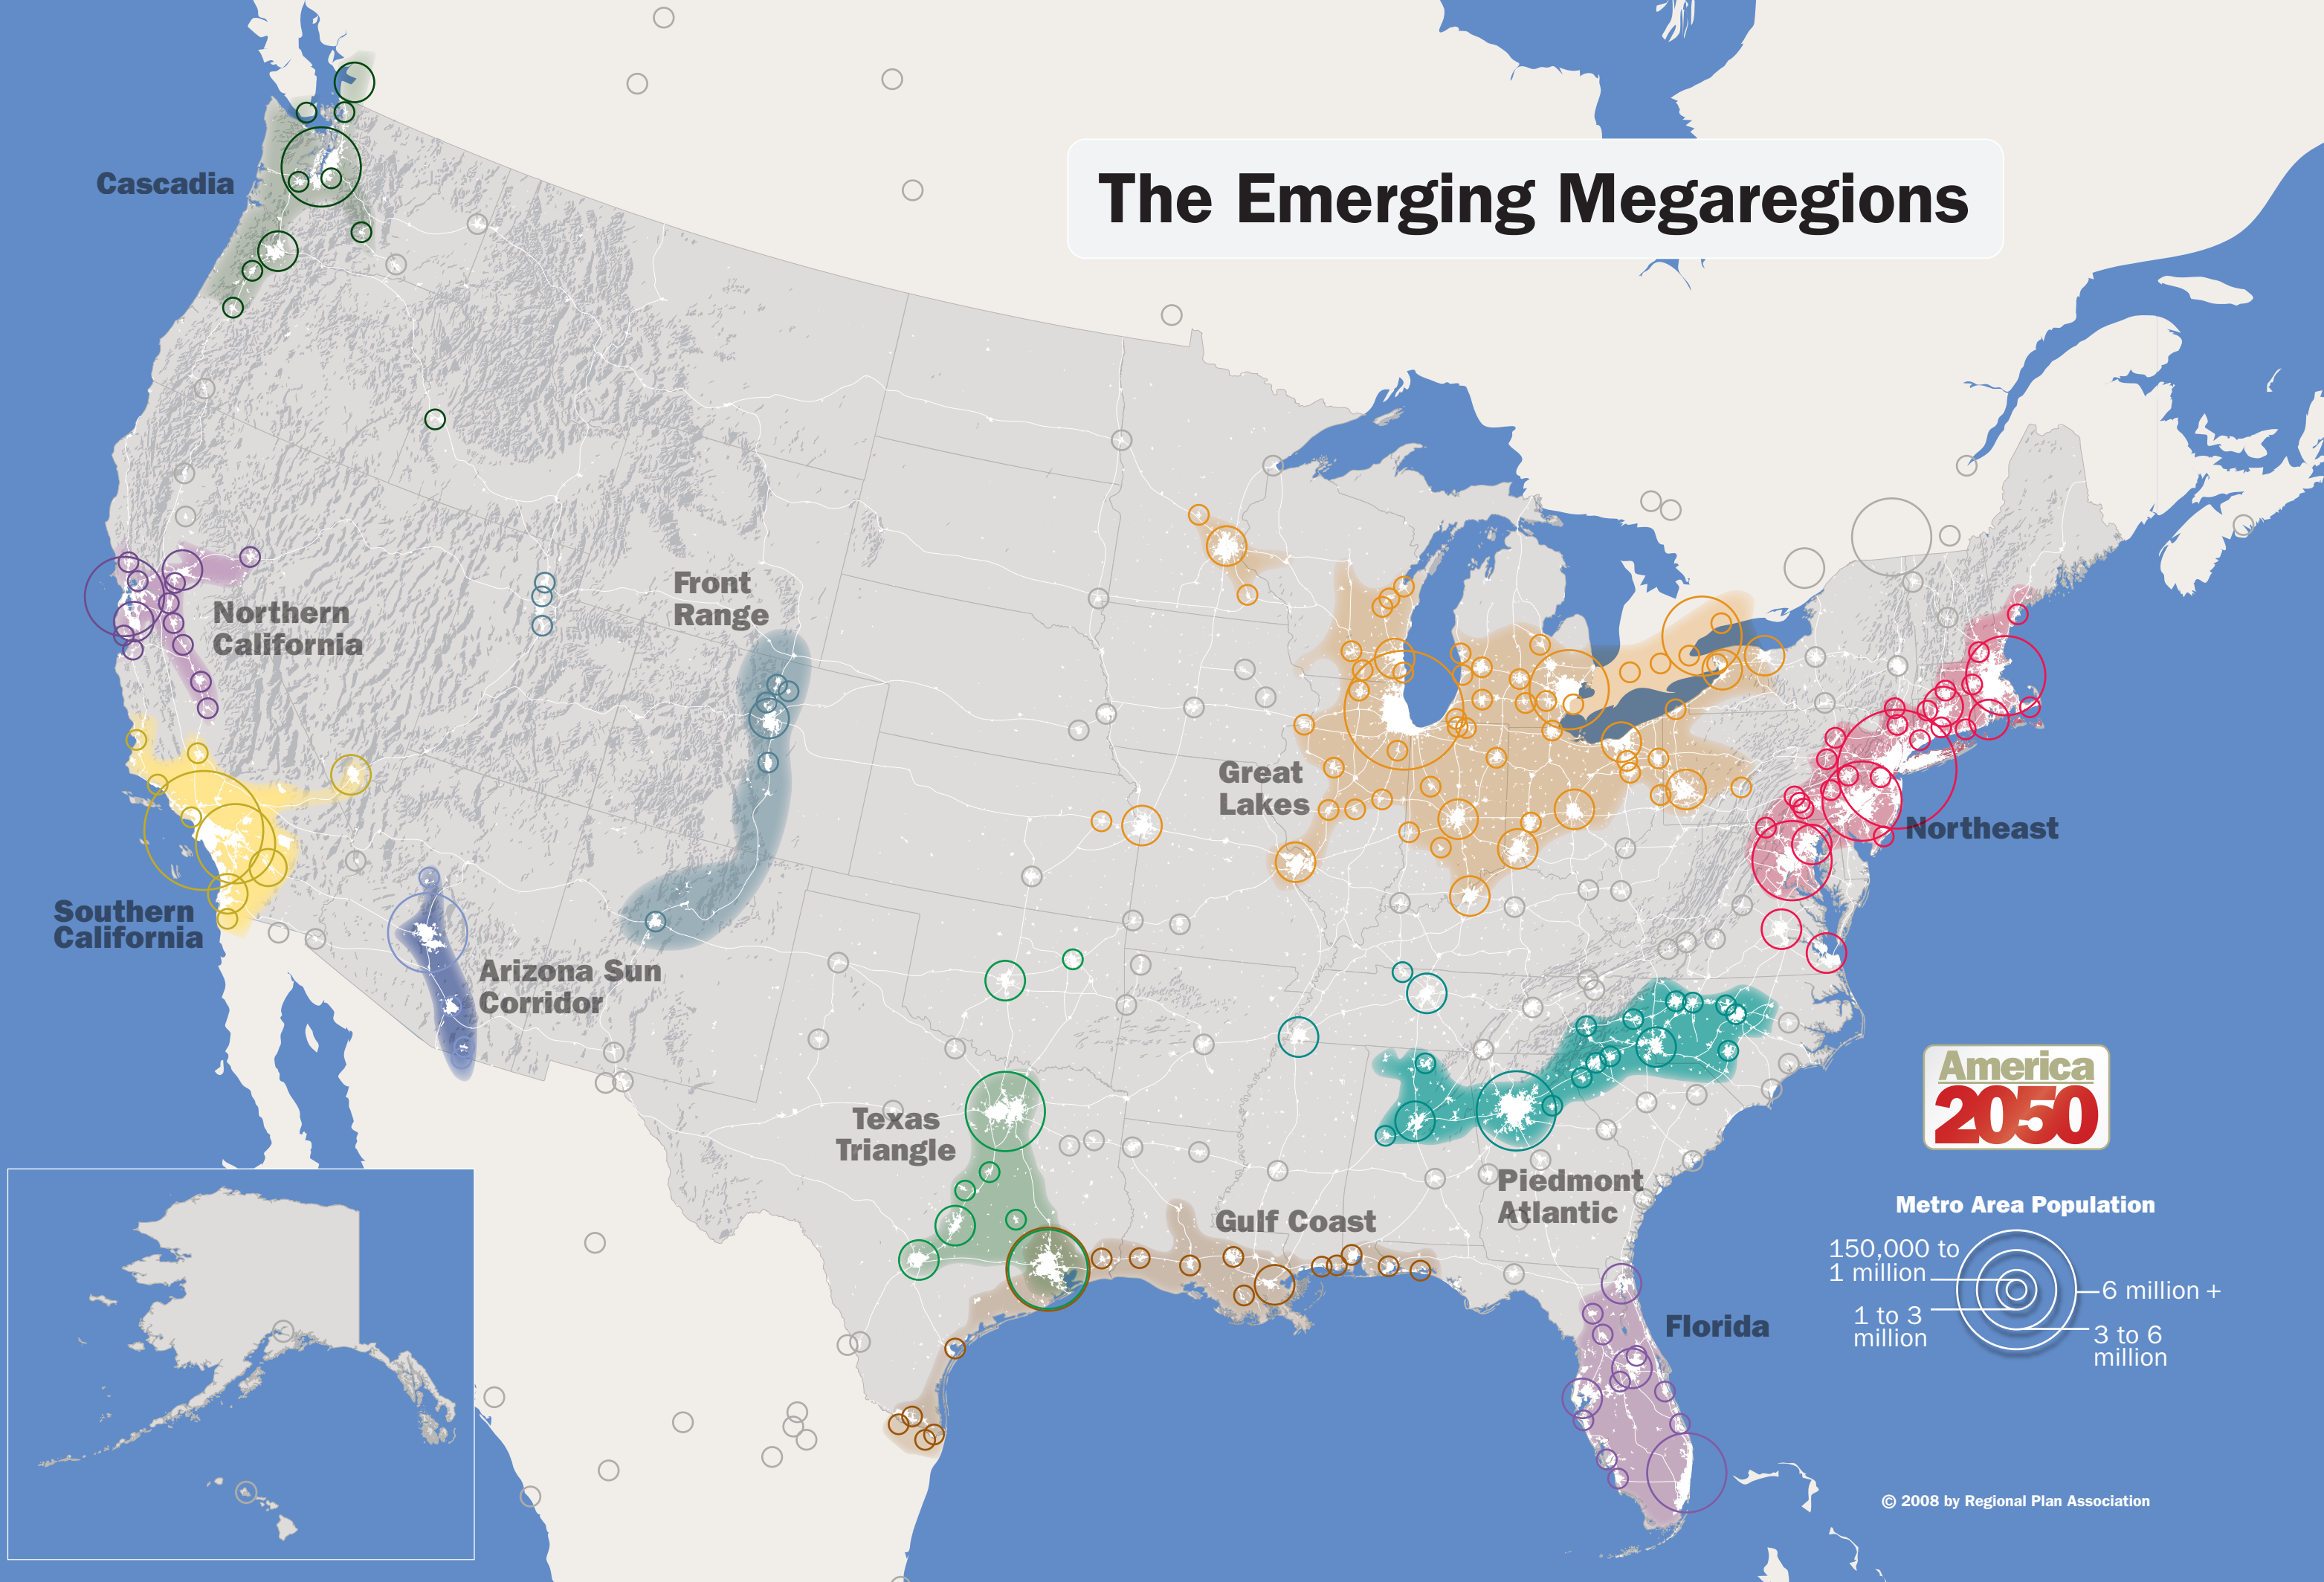 The Emerging Megaregions
Cascadia
Front
Range
Northern
California
Great
Lakes
Northeast
Southern
California
Arizona Sun
Corridor
America
2050
Texas
Triangle
Piedmont
Atlantic
Gulf Coast
Florida
Metro Area Population
150,000 to
1 million
6 million +
1 to 3
million
3 to 6
million
© 2008 by Regional Plan Association